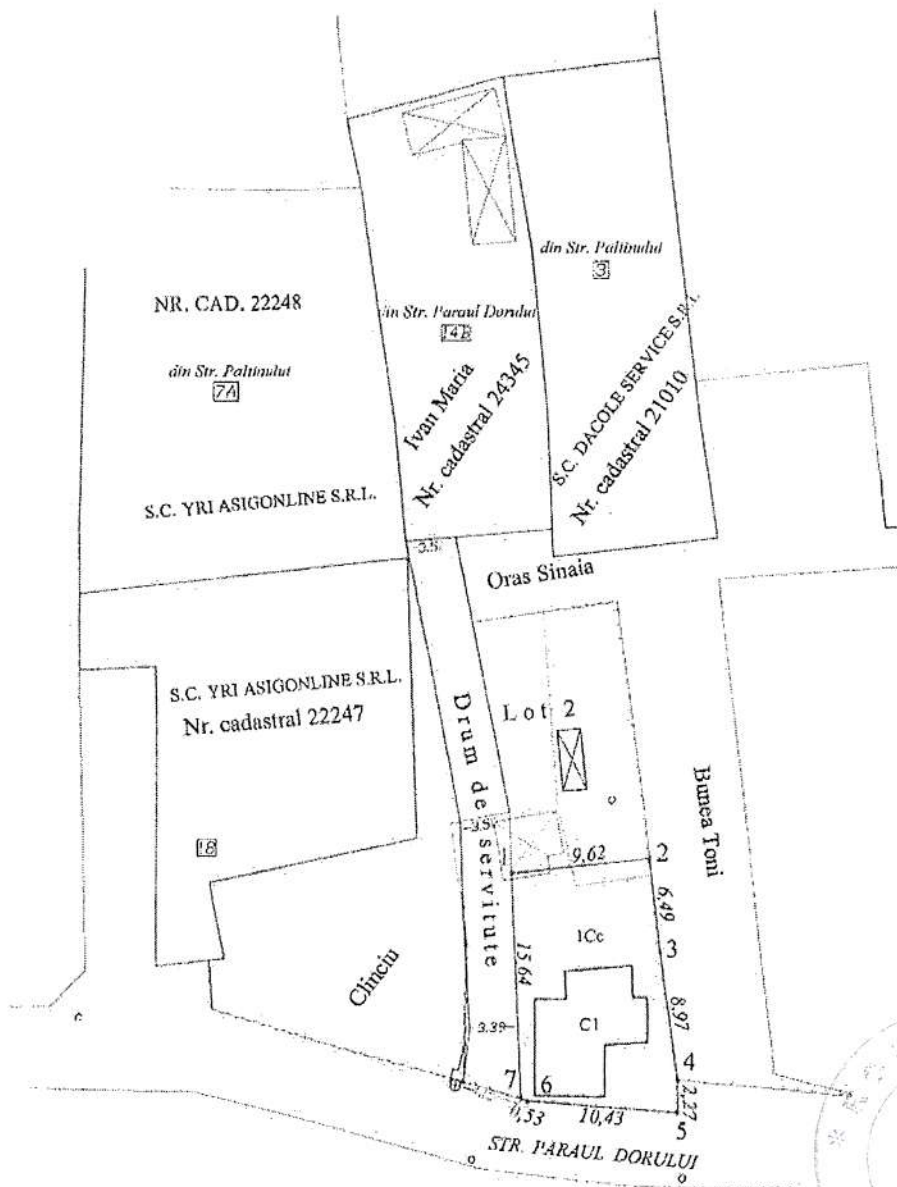 din Str. Paltinului
3
NR. CAD. 22248
din Str. Paraul Dorului
14B
din Str. Paltinului
7A
Ivan Maria
Nr. cadastral 24345
S.C. DACOLE SERVICE S.R.L.
Nr. cadastral 21010
S.C. YRI ASIGONLINE S.R.L.
3.5
Oras Sinaia
S.C. YRI ASIGONLINE S.R.L.
Nr. cadastral 22247
Drum de servitute
Lot 2
Bunea Toni
18
3.5
1
9,62
2
6,49
1Cc
3
15,64
Clinciu
8,97
C1
3.39
4
7
6
2,27
0,53
10,43
5
STR. PARAUL DORULUI